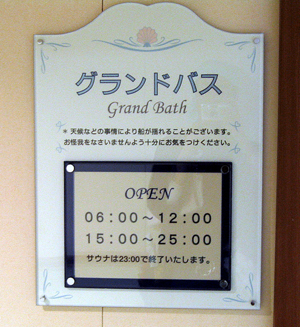 グランドバス
Grand Bath
* 天候などの事情により船が揺れることがございます。
お怪我をなさいませんよう十分にお気をつけください。
OPEN
06:00～12:00
15:00～25:00
サウナは23:00で終了いたします。